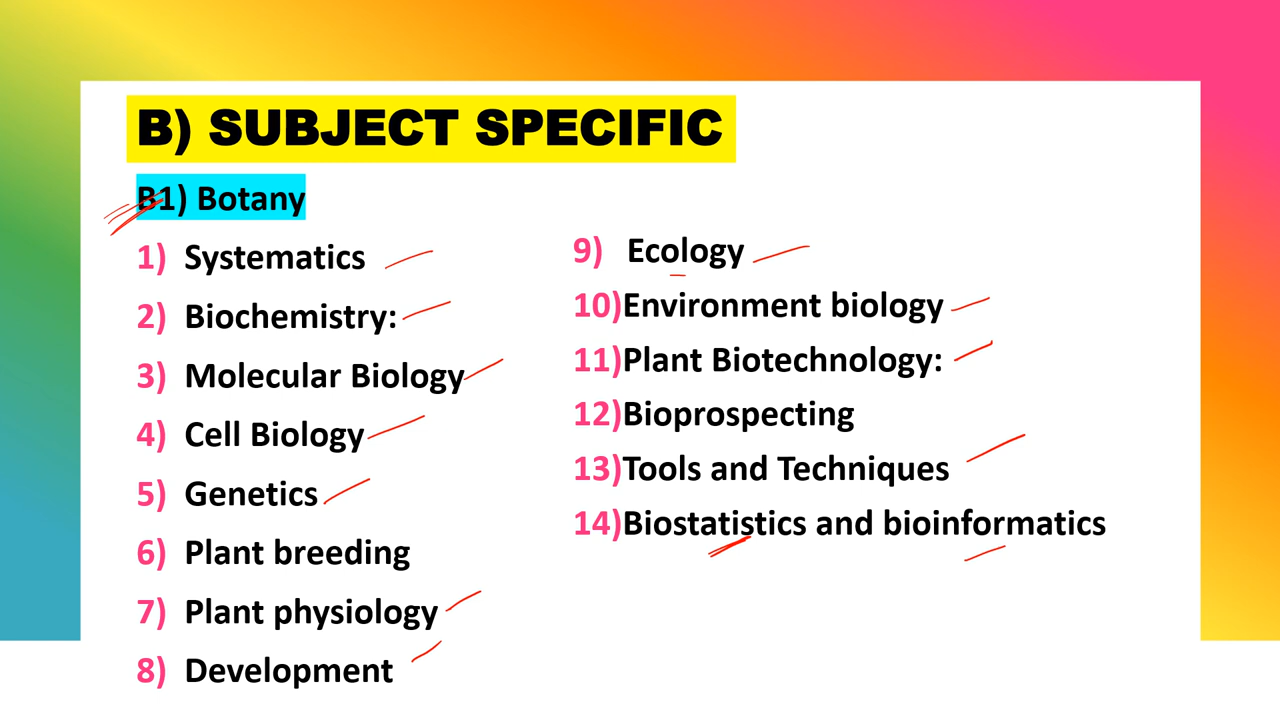 B) SUBJECT SPECIFIC
B1) Botany
1) Systematics
2) Biochemistry:
3) Molecular Biology
4) Cell Biology
5) Genetics
6) Plant breeding
7) Plant physiology
8) Development
9) Ecology
10)Environment biology
11)Plant Biotechnology:
12)Bioprospecting
13)Tools and Techniques
14)Biostatistics and bioinformatics